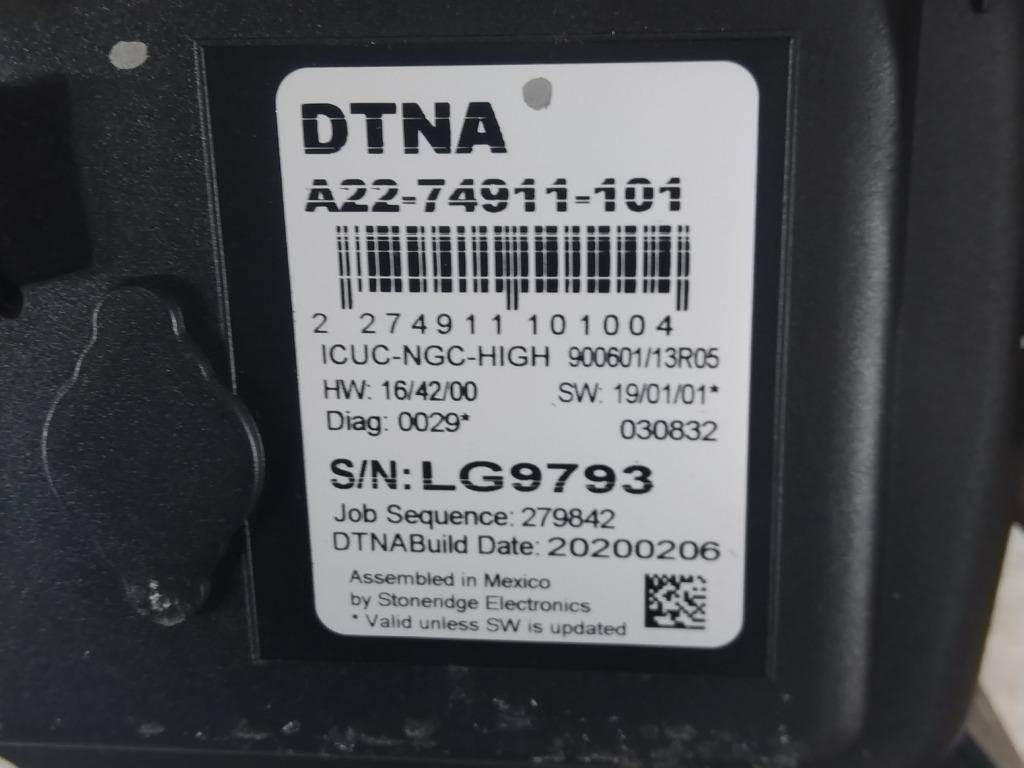 DTNA
A22-74911-101
2 274911 101004
ICUC-NGC-HIGH 900601/13R05
HW: 16/42/00 SW: 19/01/01*
Diag: 0029* 030832
S/N: LG9793
Job Sequence: 279842
DTNABuild Date: 20200206
Assembled in Mexico
by Stoneridge Electronics
* Valid unless SW is updated